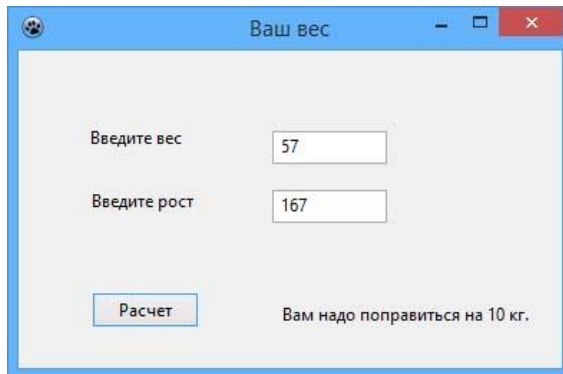 Ваш вес
Введите вес
57
Введите рост
167
Расчет
Вам надо поправиться на 10 кг.